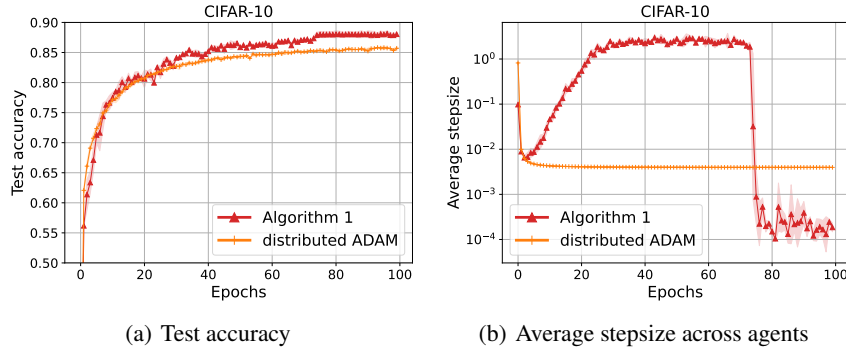 CIFAR-10
0.90
0.85
0.80
0.75
0.70
0.65
0.60
0.55
0.50
Test accuracy
Algorithm 1
distributed ADAM
0 20 40 60 80 100
Epochs
(a) Test accuracy
CIFAR-10
10⁰
10⁻¹
10⁻²
10⁻³
10⁻⁴
Average stepsize
Algorithm 1
distributed ADAM
0 20 40 60 80 100
Epochs
(b) Average stepsize across agents